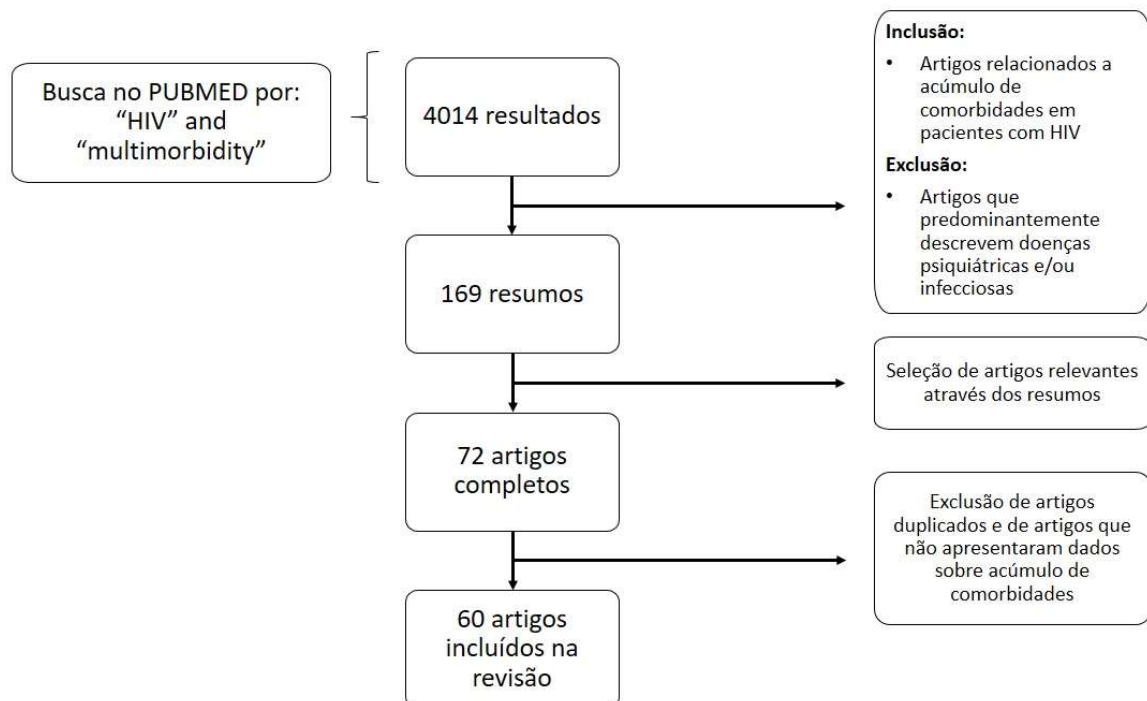 Busca no PUBMED por:
“HIV” and
“multimorbidity”
4014 resultados
Inclusão:
• Artigos relacionados a
acúmulo de
comorbidades em
pacientes com HIV
Exclusão:
• Artigos que
predominantemente
descrevem doenças
psiquiátricas e/ou
infecciosas
169 resumos
Seleção de artigos relevantes
através dos resumos
72 artigos
completos
Exclusão de artigos
duplicados e de artigos que
não apresentaram dados
sobre acúmulo de
comorbidades
60 artigos
incluídos na
revisão